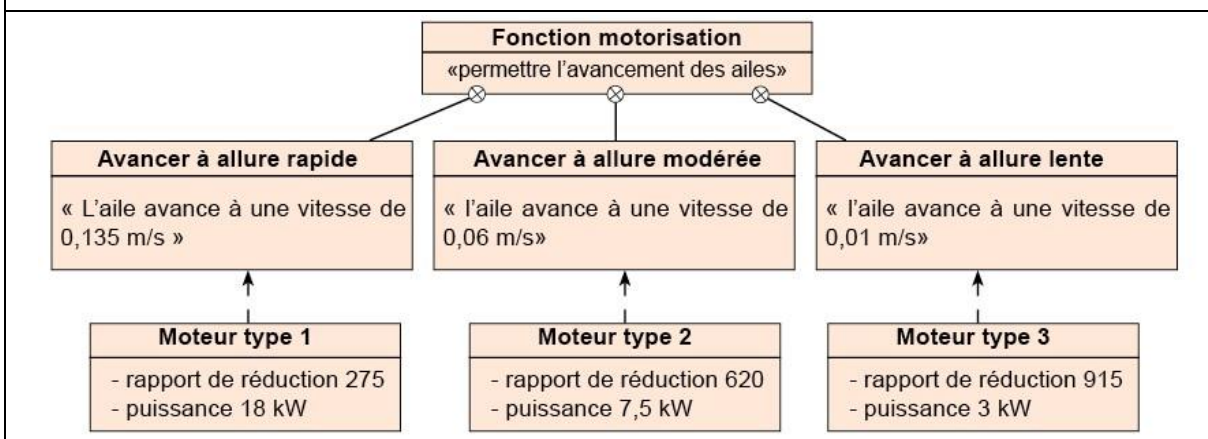 Fonction motorisation
«permettre l’avancement des ailes»
Avancer à allure rapide
« L’aile avance à une vitesse de
0,135 m/s »
Avancer à allure modérée
« l’aile avance à une vitesse de
0,06 m/s»
Avancer à allure lente
« l’aile avance à une vitesse de
0,01 m/s»
Moteur type 1
- rapport de réduction 275
- puissance 18 kW
Moteur type 2
- rapport de réduction 620
- puissance 7,5 kW
Moteur type 3
- rapport de réduction 915
- puissance 3 kW